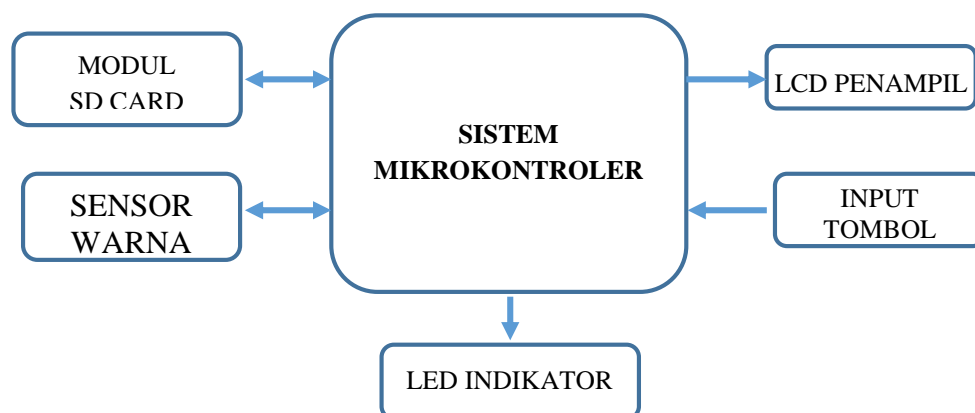 MODUL
SD CARD
LCD PENAMPIL
SISTEM
MIKROKONTROLER
SENSOR
WARNA
INPUT
TOMBOL
LED INDIKATOR